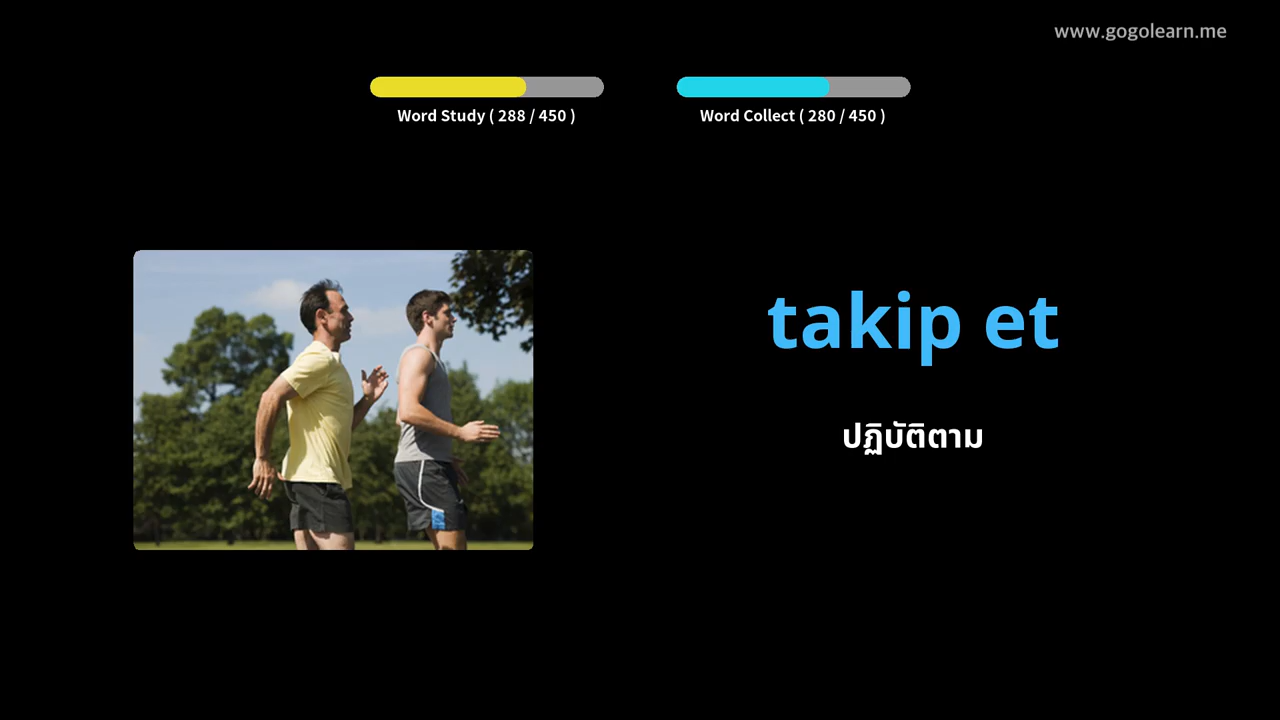 www.gogolearn.me
Word Study ( 288 / 450 )
Word Collect ( 280 / 450 )
takip et
ปฏิบัติตาม